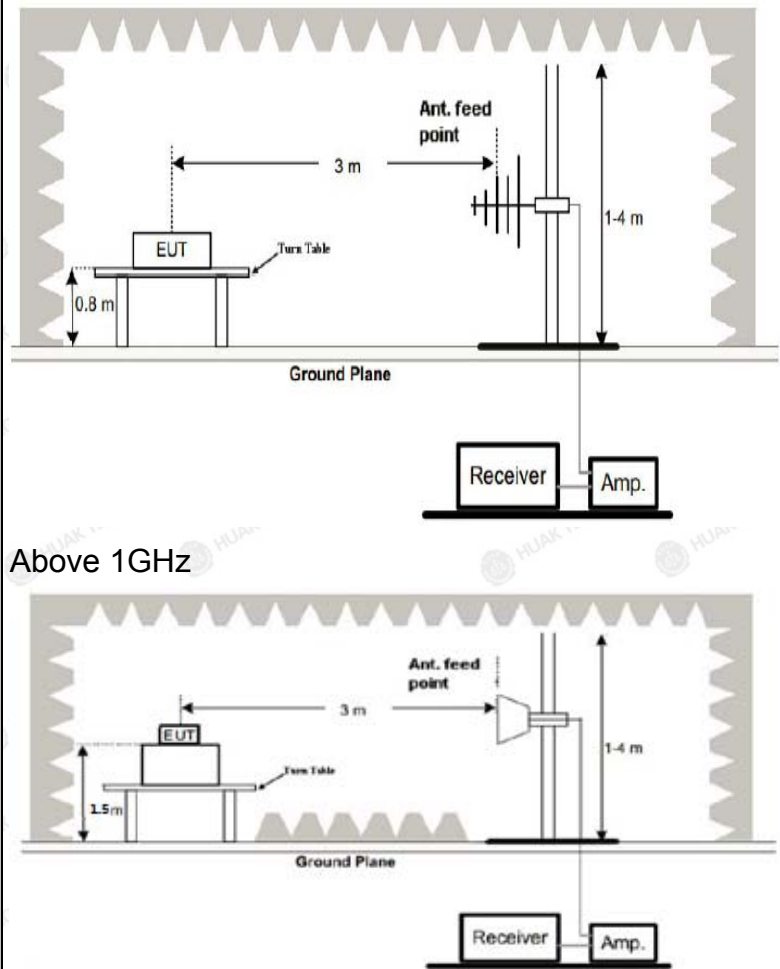 Ant. feed
point
3 m
1-4 m
EUT
Turn Table
0.8 m
Ground Plane
Receiver
Amp.
Above 1GHz
Ant. feed
point
3 m
EUT
1-4 m
Turn Table
1.5m
Ground Plane
Receiver
Amp.